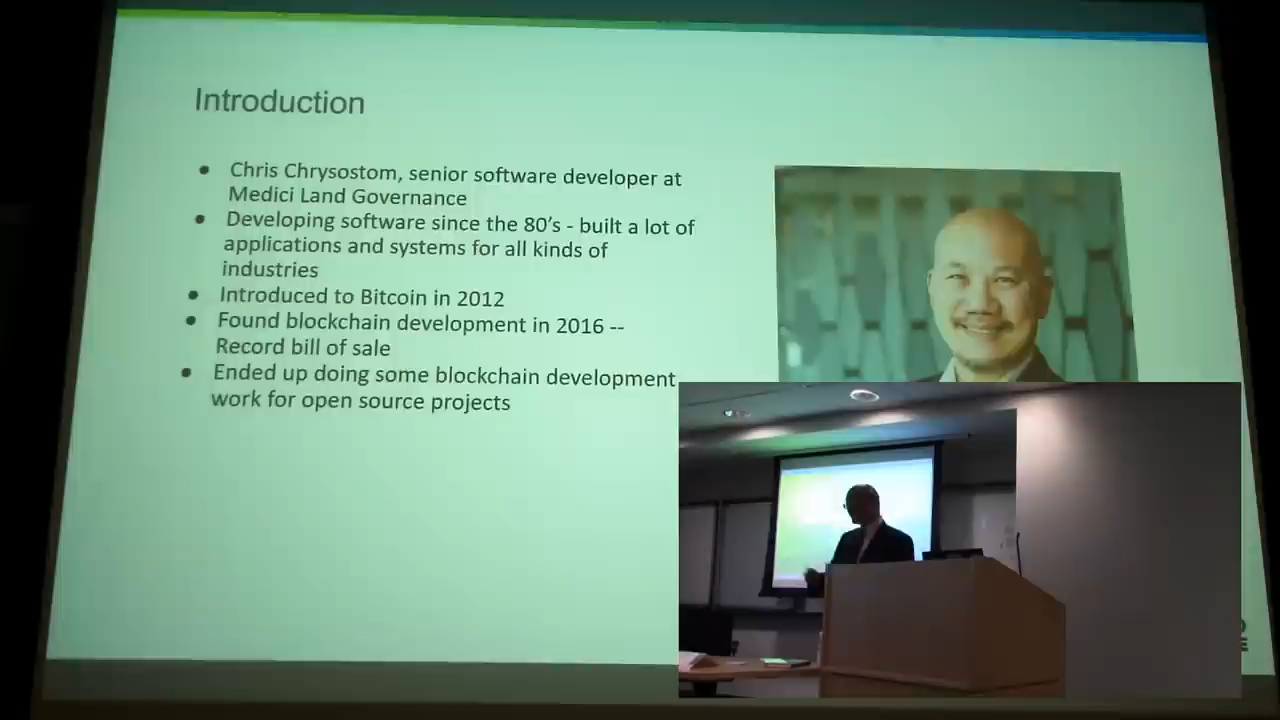 Introduction
● Chris Chrysostom, senior software developer at
Medici Land Governance
● Developing software since the 80's - built a lot of
applications and systems for all kinds of
industries
● Introduced to Bitcoin in 2012
● Found blockchain development in 2016 --
Record bill of sale
● Ended up doing some blockchain development
work for open source projects